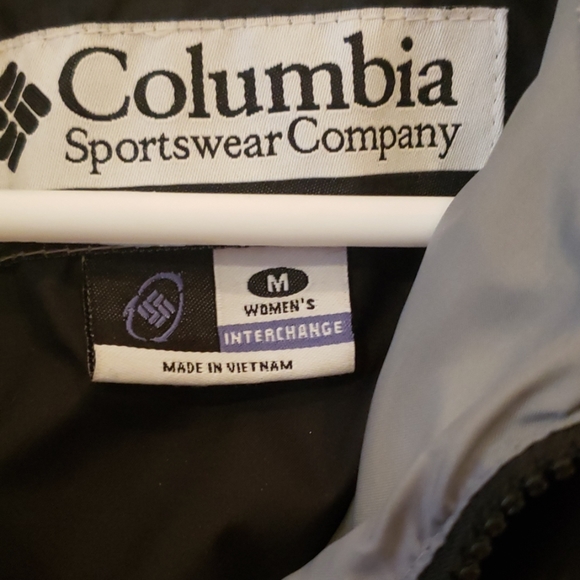 Columbia
Sportswear Company
M
WOMEN'S
INTERCHANGE
MADE IN VIETNAM